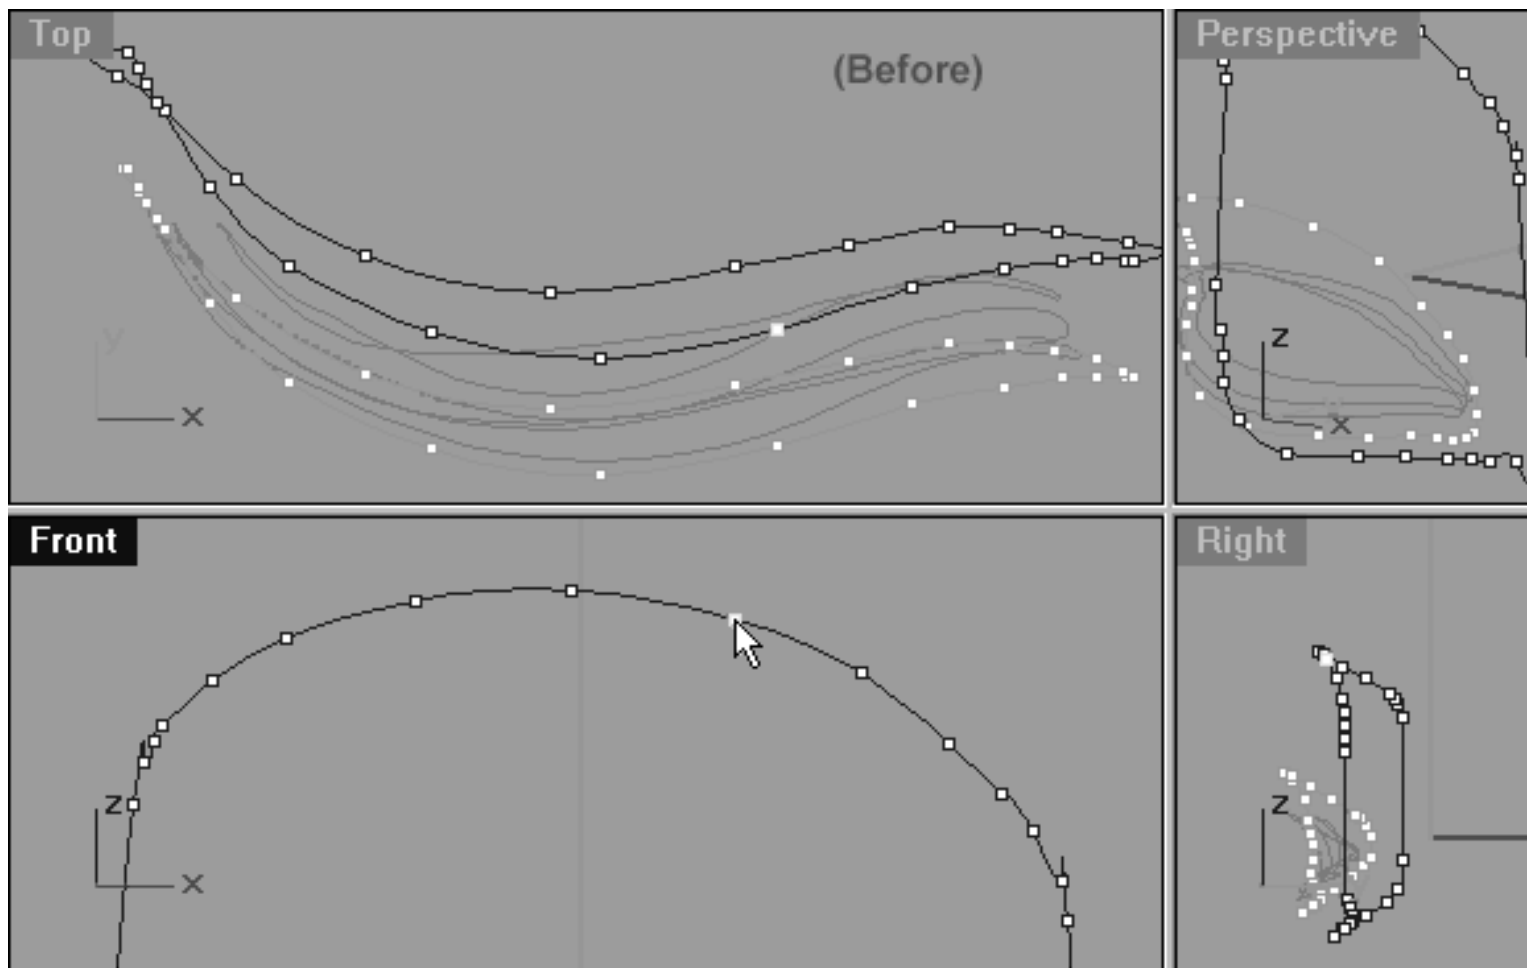 Top
(Before)
Perspective
y
x
z
x
Front
Right
z
x
z